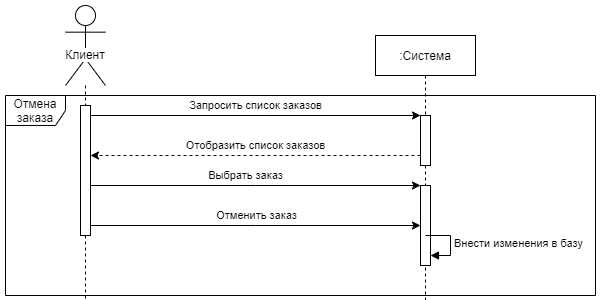 Клиент
:Система
Отмена
заказа
Запросить список заказов
Отобразить список заказов
Выбрать заказ
Отменить заказ
Внести изменения в базу